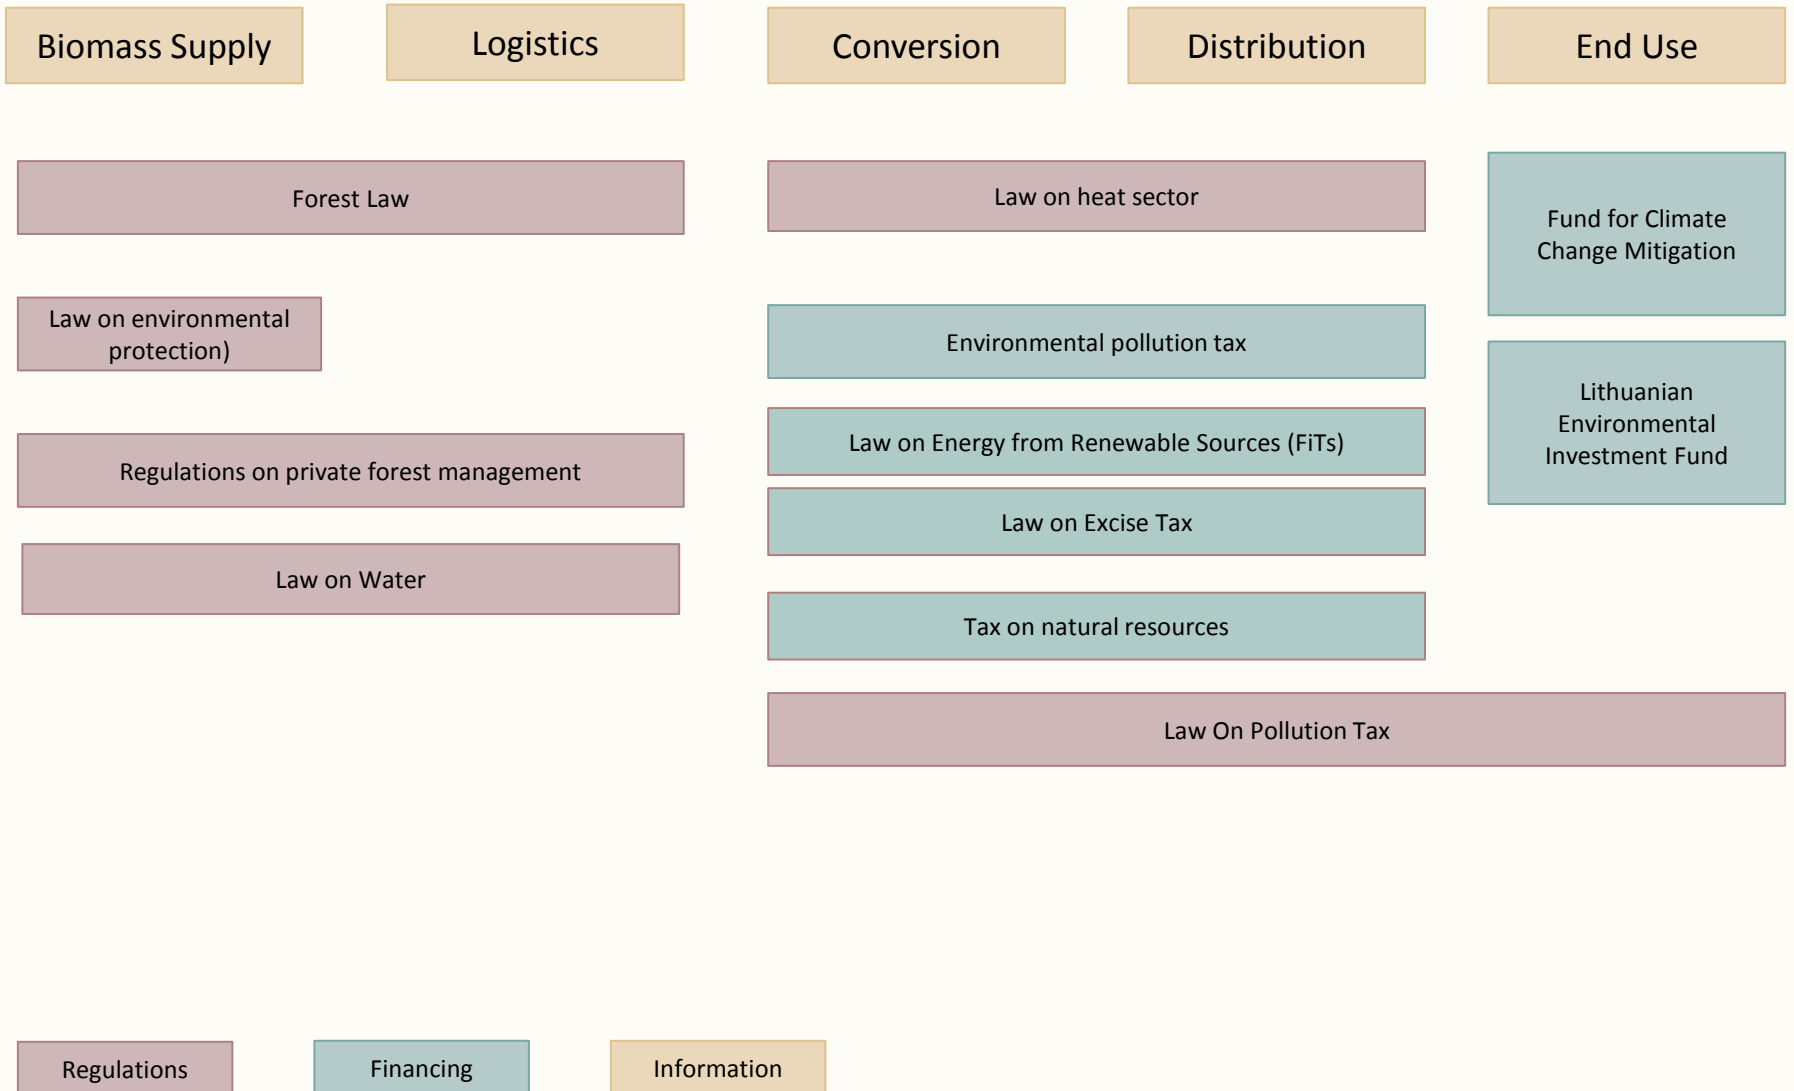 Biomass Supply
Logistics
Conversion
Distribution
End Use
Forest Law
Law on heat sector
Fund for Climate
Change Mitigation
Law on environmental
protection)
Environmental pollution tax
Lithuanian
Environmental
Investment Fund
Regulations on private forest management
Law on Energy from Renewable Sources (FiTs)
Law on Excise Tax
Law on Water
Tax on natural resources
Law On Pollution Tax
Regulations
Financing
Information